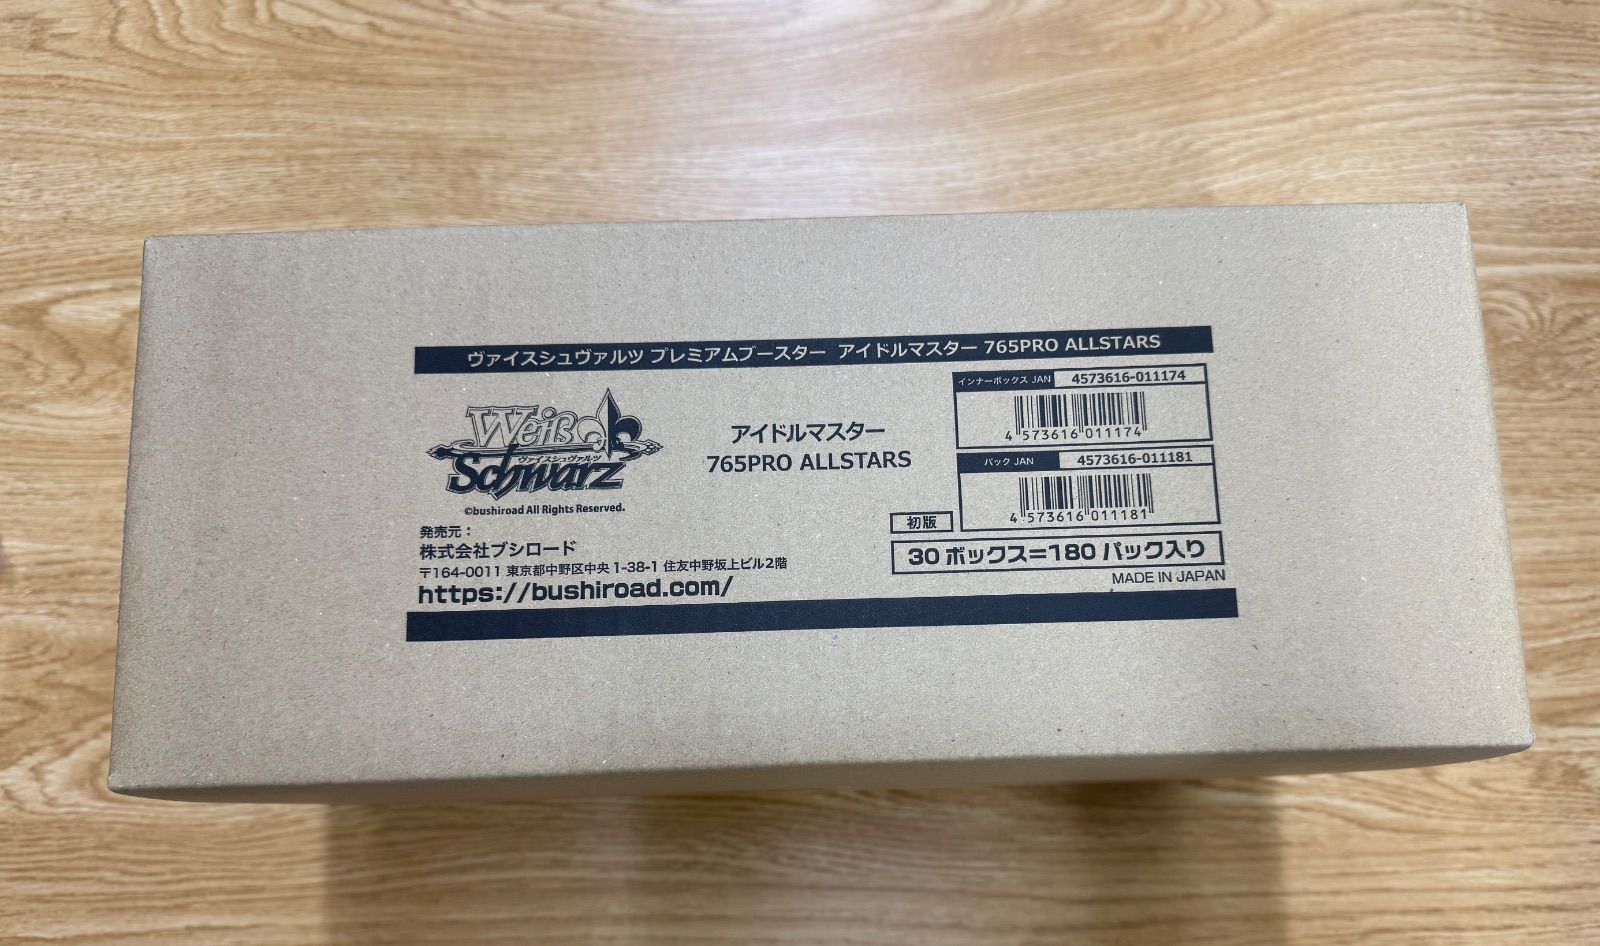 ヴァイスシュヴァルツ プレミアムブースター アイドルマスター 765PRO ALLSTARS
Weiß
ヴァイスシュヴァルツ
Schwarz
©bushiroad All Rights Reserved.
アイドルマスター
765PRO ALLSTARS
インナーボックス JAN 4573616-011174
4 573616 011174
パック JAN 4573616-011181
4 573616 011181
初版
30 ボックス=180 パック入り
MADE IN JAPAN
発売元:
株式会社ブシロード
〒164-0011 東京都中野区中央 1-38-1 住友中野坂上ビル2階
https://bushiroad.com/